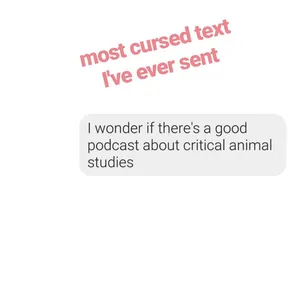 most cursed text
I've ever sent
I wonder if there's a good
podcast about critical animal
studies